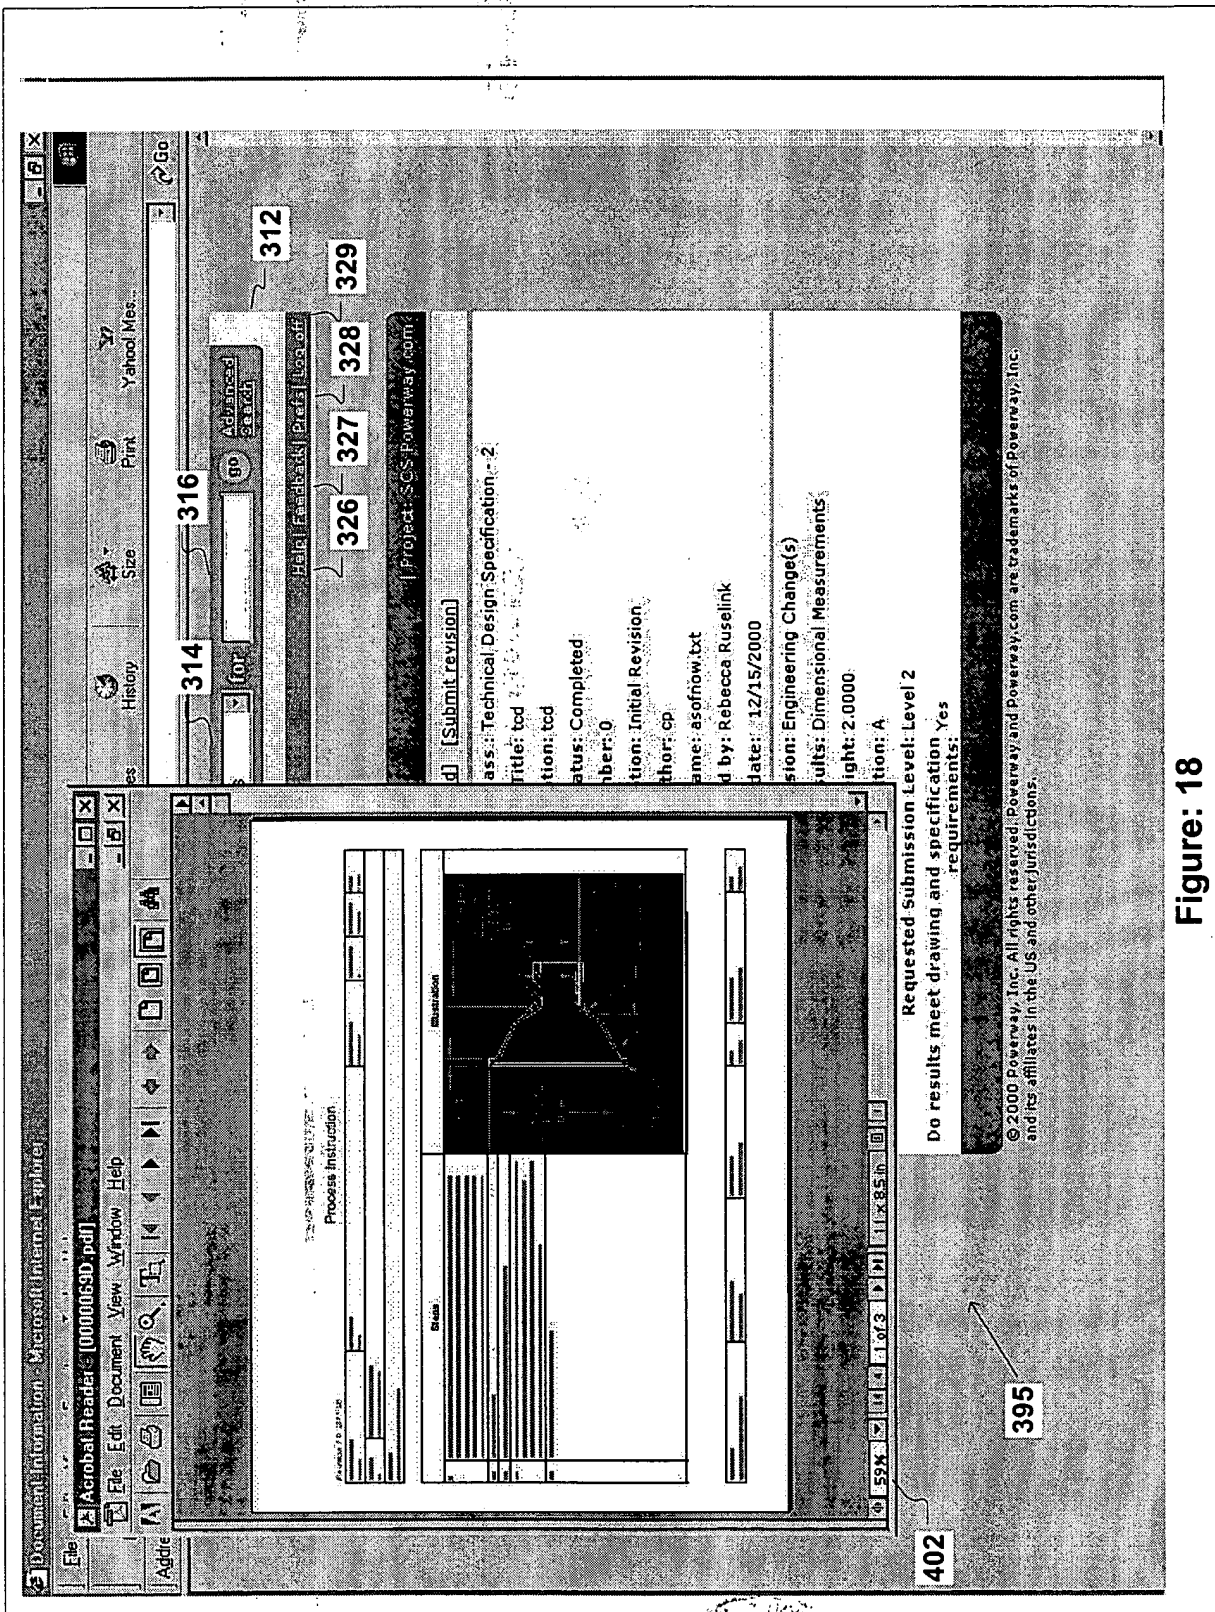 Document Information - Microsoft Internet Explorer
File
Acrobat Reader - [0000069D.pdf]
File Edit Document View Window Help
History
Size
Print
Yahoo! Mes...
Addre
Go
59%
1 of 3
11 x 8.5 in
Process Instruction
Steps
Illustration
314
316
312
for
go
Advanced search
Help| Feedback| Prefs| Log off
326
327
328
329
| Project: SCS Powerway.com|
d] [Submit revision]
ass: Technical Design Specification - 2
Title: tcd
tion: tcd
atus: Completed
nber: 0
tion: Initial Revision
thor: cp
ame: asofnow.txt
d by: Rebecca Ruselink
date: 12/15/2000
sion: Engineering Change(s)
sults: Dimensional Measurements
ight: 2.0000
tion: A
Requested Submission Level: Level 2
Do results meet drawing and specification requirements: Yes
© 2000 Powerway, Inc. All rights reserved. Powerway and Powerway.com are trademarks of Powerway, Inc.
and its affiliates in the US and other jurisdictions.
402
395
Figure: 18